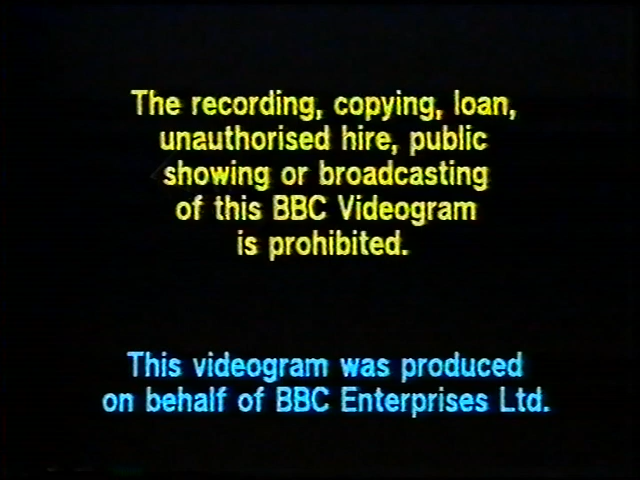 The recording, copying, loan,
unauthorised hire, public
showing or broadcasting
of this BBC Videogram
is prohibited.
This videogram was produced
on behalf of BBC Enterprises Ltd.